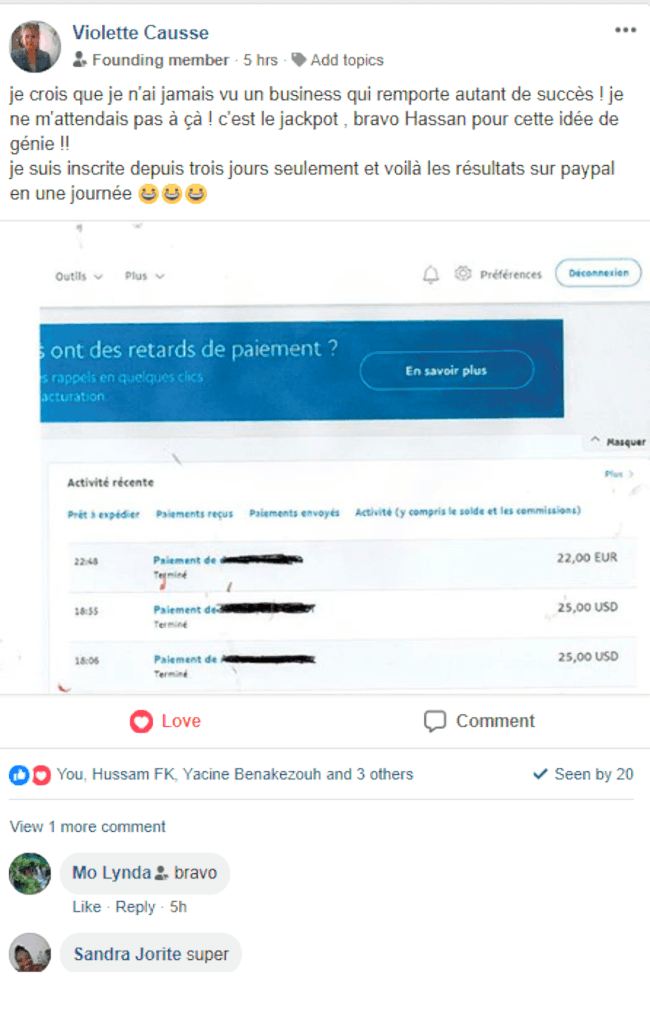 Violette Causse
Founding member · 5 hrs · Add topics
je crois que je n'ai jamais vu un business qui remporte autant de succès ! je
ne m'attendais pas à çà ! c'est le jackpot , bravo Hassan pour cette idée de
génie !!
je suis inscrite depuis trois jours seulement et voilà les résultats sur paypal
en une journée 😂😂😂
Outils Plus Préférences Déconnexion
s ont des retards de paiement ?
s rappels en quelques clics
acturation
En savoir plus
Masquer
Activité récente
Plus
Prêt à expédier Paiements reçus Paiements envoyés Activité (y compris le solde et les commissions)
22:48 Paiement de 22,00 EUR
Terminé
18:55 Paiement de 25,00 USD
Terminé
18:06 Paiement de 25,00 USD
Terminé
Love Comment
You, Hussam FK, Yacine Benakezouh and 3 others Seen by 20
View 1 more comment
Mo Lynda bravo
Like · Reply · 5h
Sandra Jorite super